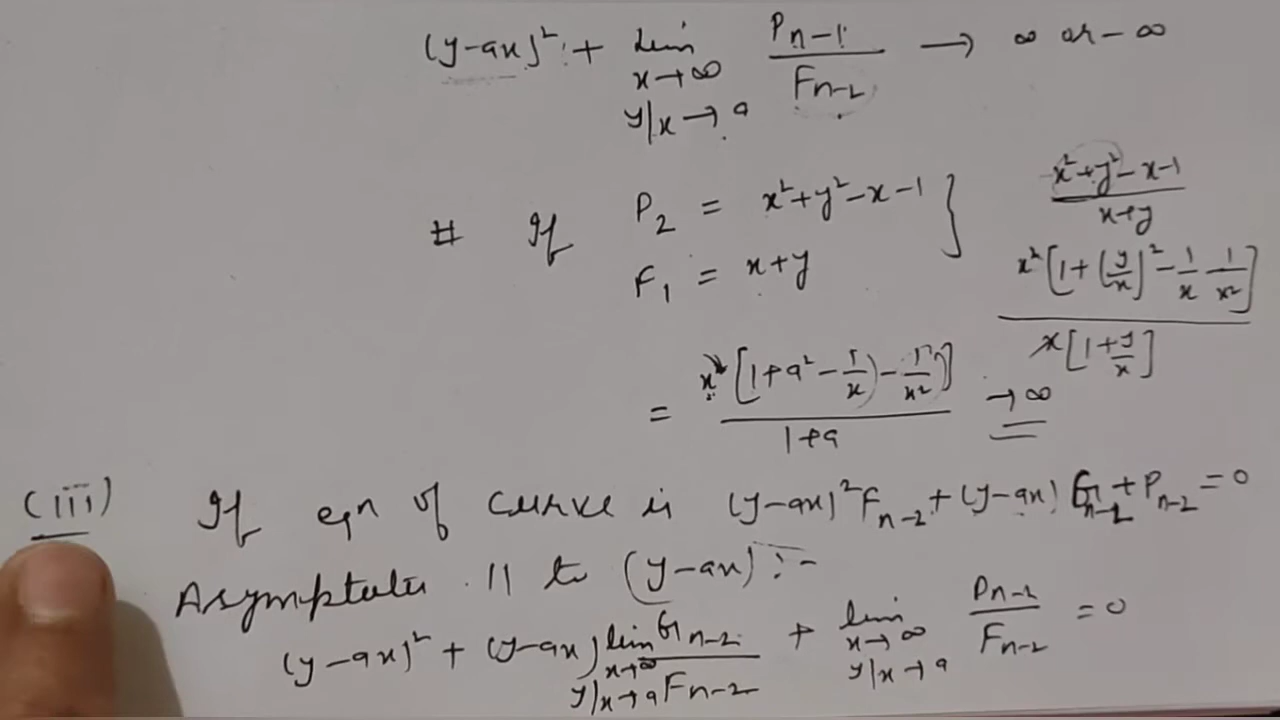 (y-ax)² + lim x→∞ y/x→a P_{n-1}/F_{n-2} → ∞ or -∞
# If P₂ = x²+y²-x-1 }
F₁ = x+y
(x²+y²-x-1)/(x+y)
x²[1+(y/x)²-1/x 1/x²]/x[1+y/x]
= x[1+a²-1/x)-1/x²]/(1+a) →∞
(iii) If eqn of curve is (y-ax)²F_{n-2}+(y-ax) G_{n-2}+P_{n-2}=0
Asymptotes || to (y-ax) :-
(y-ax)² + (y-ax) lim x→∞ y/x→a G_{n-2}/F_{n-2} + lim x→∞ y/x→a P_{n-2}/F_{n-2} = 0